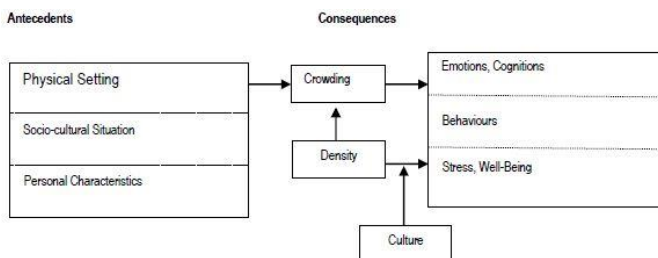 Antecedents
Consequences
Physical Setting
Socio-cultural Situation
Personal Characteristics
Crowding
Density
Culture
Emotions, Cognitions
Behaviours
Stress, Well-Being